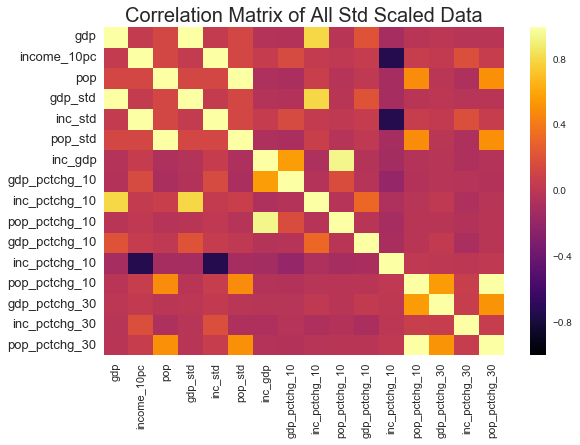 Correlation Matrix of All Std Scaled Data
gdp
income_10pc
pop
gdp_std
inc_std
pop_std
inc_gdp
gdp_pctchg_10
inc_pctchg_10
pop_pctchg_10
gdp_pctchg_10
inc_pctchg_10
pop_pctchg_10
gdp_pctchg_30
inc_pctchg_30
pop_pctchg_30
0.8
0.4
0.0
−0.4
−0.8
gdp
income_10pc
pop
gdp_std
inc_std
pop_std
inc_gdp
gdp_pctchg_10
inc_pctchg_10
pop_pctchg_10
gdp_pctchg_10
inc_pctchg_10
pop_pctchg_10
gdp_pctchg_30
inc_pctchg_30
pop_pctchg_30